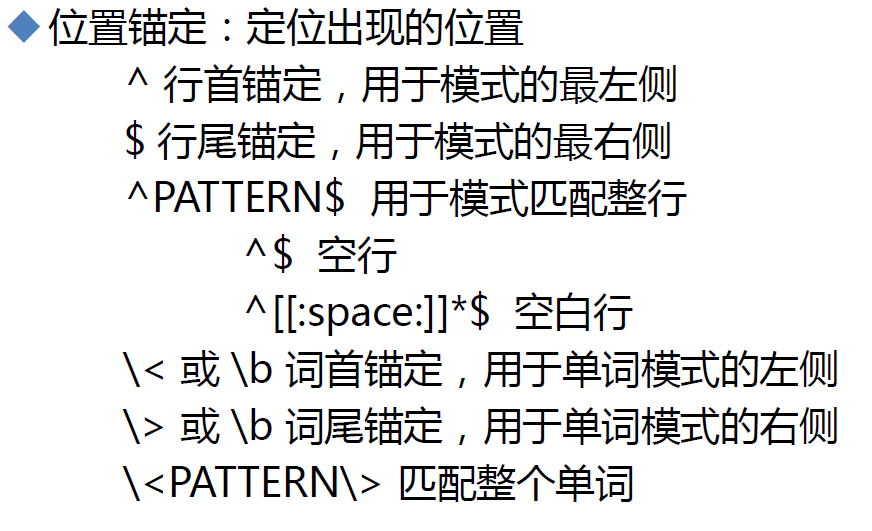 位置锚定：定位出现的位置
^ 行首锚定，用于模式的最左侧
$ 行尾锚定，用于模式的最右侧
^PATTERN$ 用于模式匹配整行
^$ 空行
^[[:space:]]*$ 空白行
\< 或 \b 词首锚定，用于单词模式的左侧
\> 或 \b 词尾锚定，用于单词模式的右侧
\<PATTERN\> 匹配整个单词